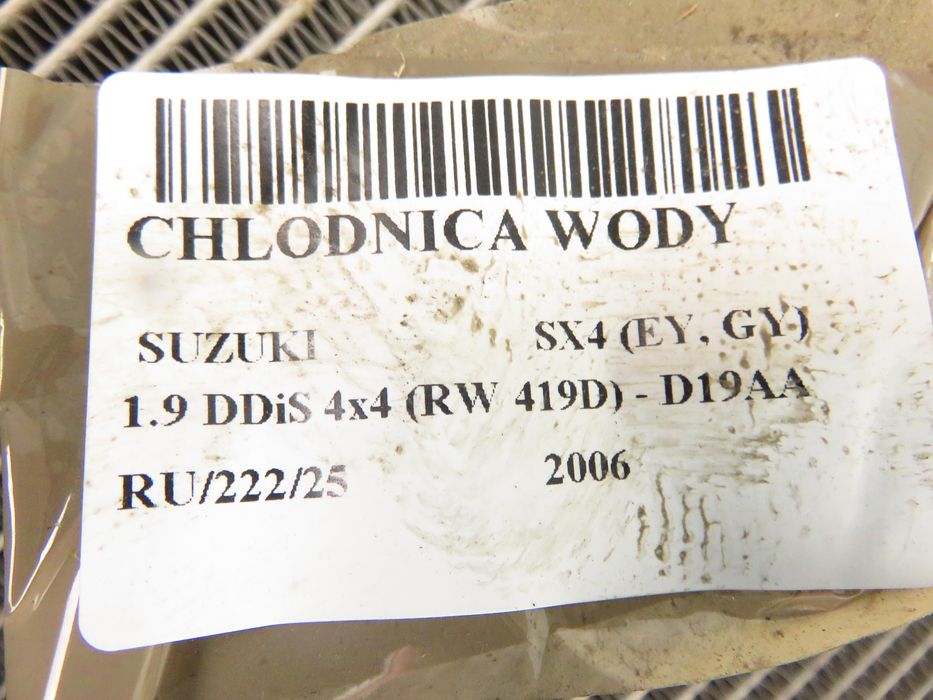 CHLODNICA WODY
SUZUKI SX4 (EY, GY)
1.9 DDiS 4x4 (RW 419D) - D19AA
RU/222/25 2006